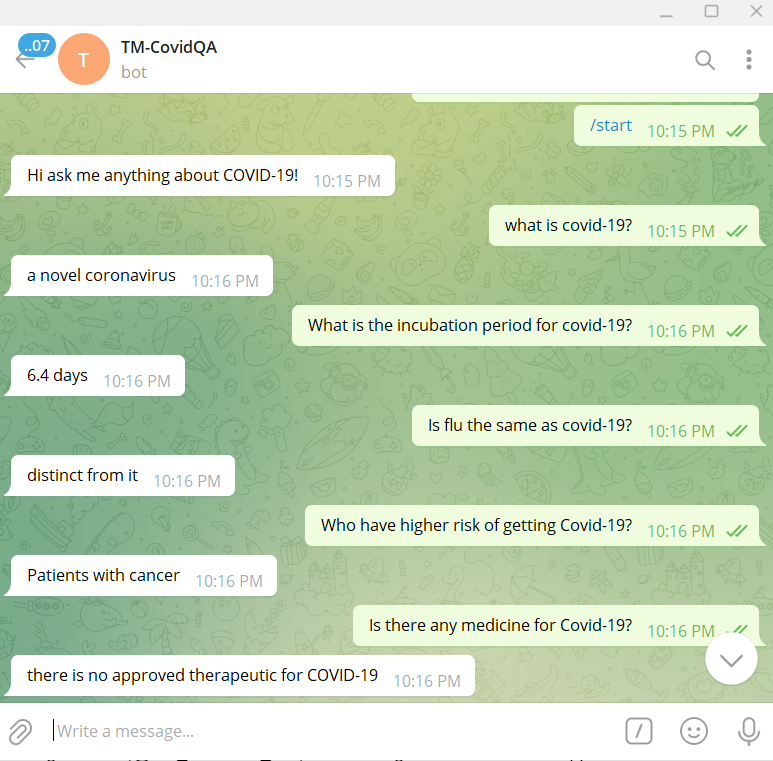 ..07
T
TM-CovidQA
bot
/start 10:15 PM
Hi ask me anything about COVID-19! 10:15 PM
what is covid-19? 10:15 PM
a novel coronavirus 10:16 PM
What is the incubation period for covid-19? 10:16 PM
6.4 days 10:16 PM
Is flu the same as covid-19? 10:16 PM
distinct from it 10:16 PM
Who have higher risk of getting Covid-19? 10:16 PM
Patients with cancer 10:16 PM
Is there any medicine for Covid-19? 10:16 PM
there is no approved therapeutic for COVID-19 10:16 PM
Write a message...
/